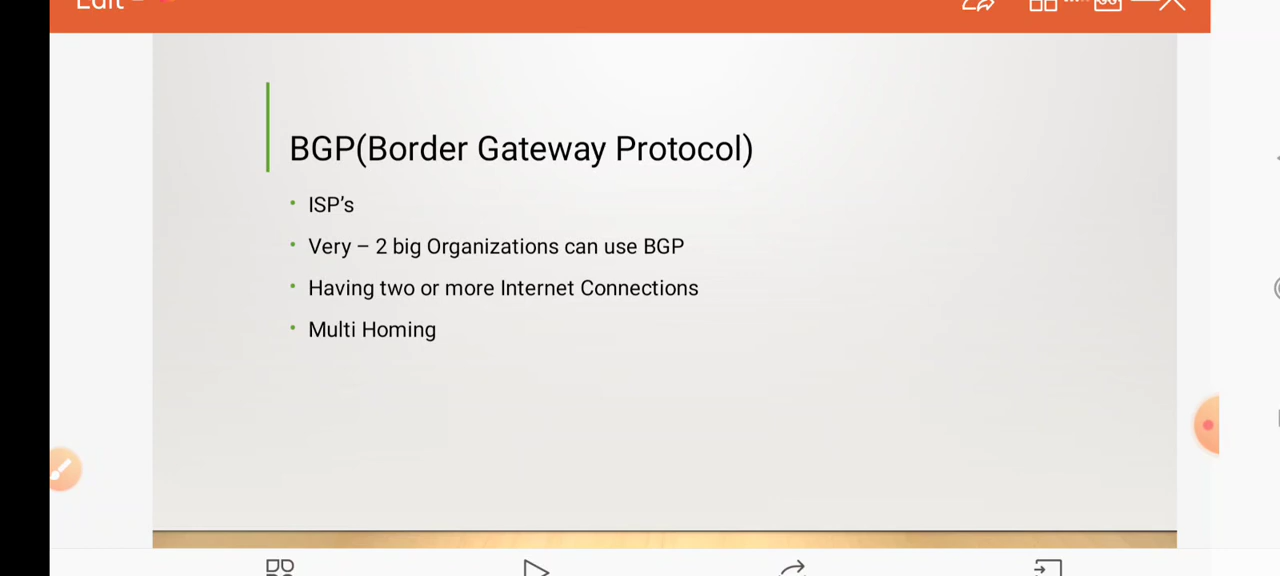 Edit
BGP(Border Gateway Protocol)
• ISP's
• Very – 2 big Organizations can use BGP
• Having two or more Internet Connections
• Multi Homing